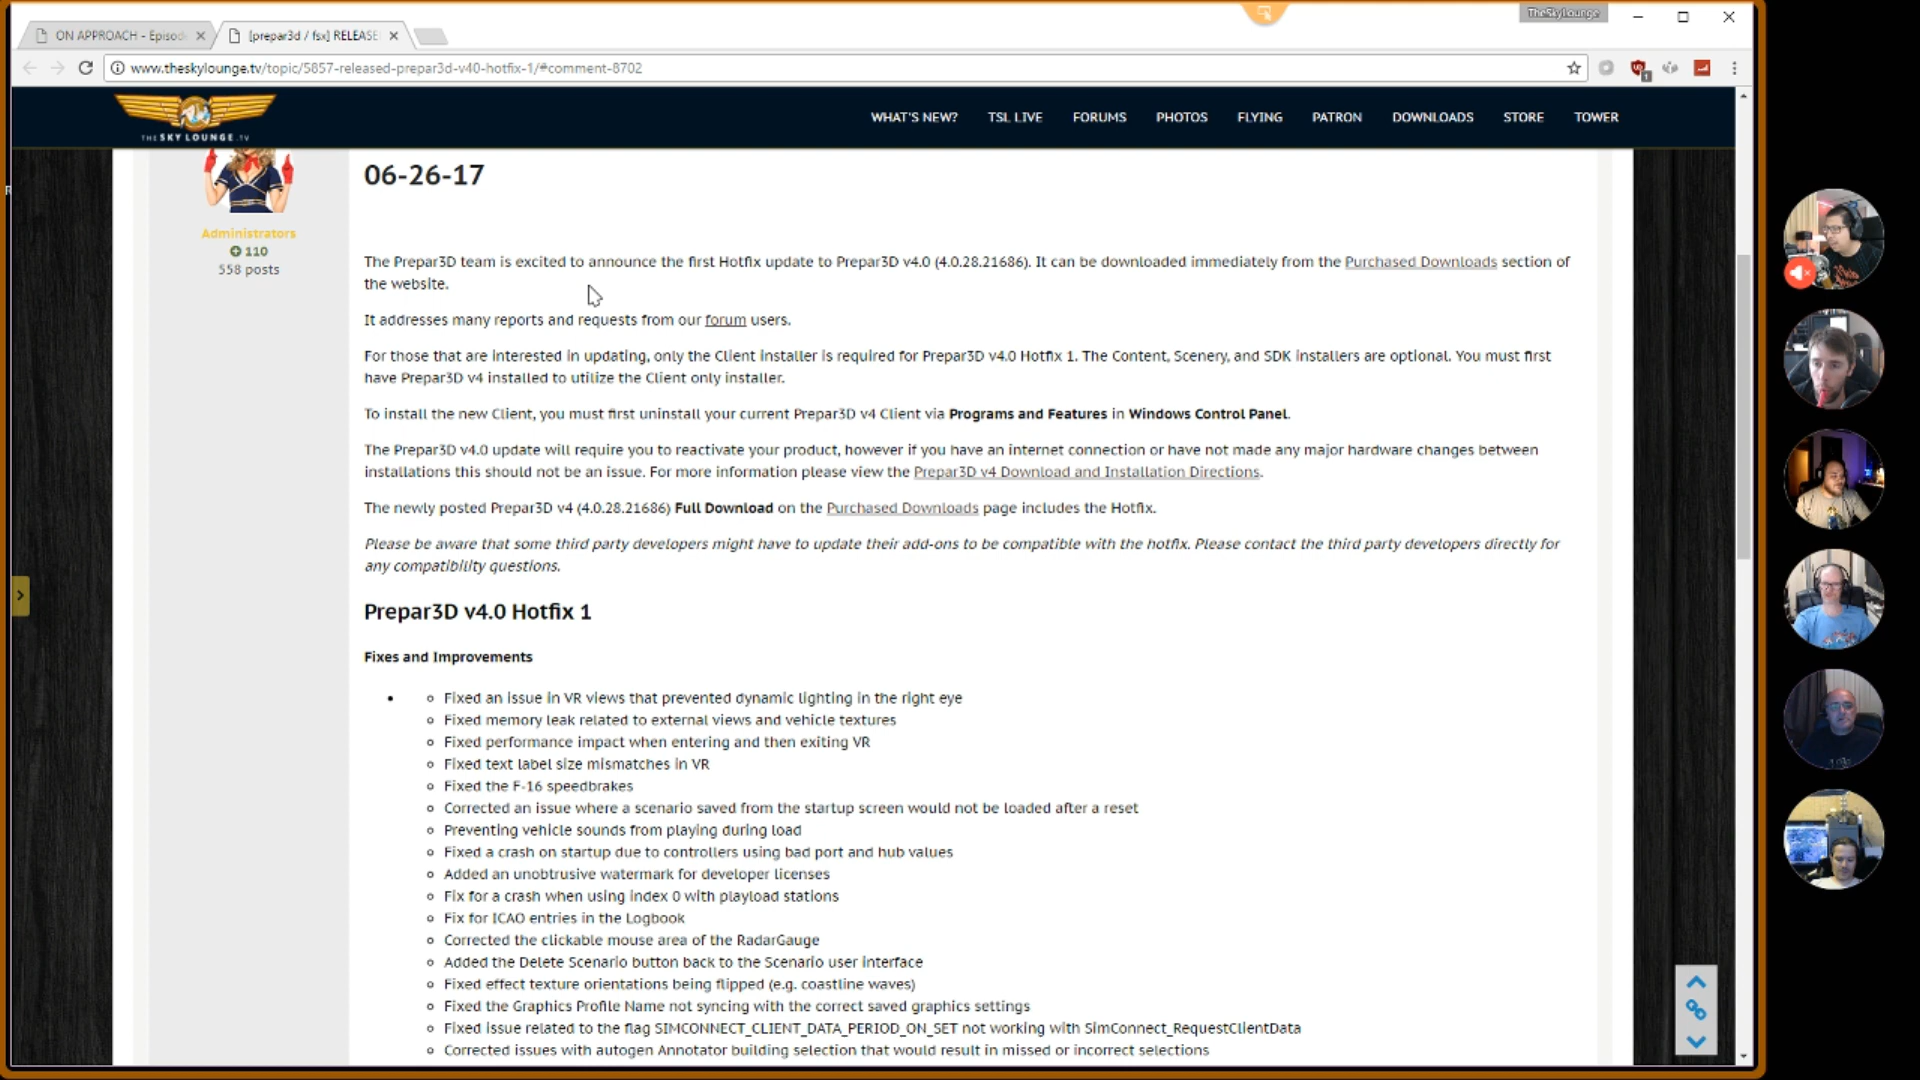 TheSkyLounge
ON APPROACH - Episod
[prepar3d / fsx] RELEASE
www.theskylounge.tv/topic/5857-released-prepar3d-v40-hotfix-1/#comment-8702
THE SKY LOUNGE .TV
WHAT'S NEW? TSL LIVE FORUMS PHOTOS FLYING PATRON DOWNLOADS STORE TOWER
Administrators
110
558 posts
06-26-17
The Prepar3D team is excited to announce the first Hotfix update to Prepar3D v4.0 (4.0.28.21686). It can be downloaded immediately from the Purchased Downloads section of
the website.
It addresses many reports and requests from our forum users.
For those that are interested in updating, only the Client installer is required for Prepar3D v4.0 Hotfix 1. The Content, Scenery, and SDK installers are optional. You must first
have Prepar3D v4 installed to utilize the Client only installer.
To install the new Client, you must first uninstall your current Prepar3D v4 Client via Programs and Features in Windows Control Panel.
The Prepar3D v4.0 update will require you to reactivate your product, however if you have an internet connection or have not made any major hardware changes between
installations this should not be an issue. For more information please view the Prepar3D v4 Download and Installation Directions.
The newly posted Prepar3D v4 (4.0.28.21686) Full Download on the Purchased Downloads page includes the Hotfix.
Please be aware that some third party developers might have to update their add-ons to be compatible with the hotfix. Please contact the third party developers directly for
any compatibility questions.
Prepar3D v4.0 Hotfix 1
Fixes and Improvements
Fixed an issue in VR views that prevented dynamic lighting in the right eye
Fixed memory leak related to external views and vehicle textures
Fixed performance impact when entering and then exiting VR
Fixed text label size mismatches in VR
Fixed the F-16 speedbrakes
Corrected an issue where a scenario saved from the startup screen would not be loaded after a reset
Preventing vehicle sounds from playing during load
Fixed a crash on startup due to controllers using bad port and hub values
Added an unobtrusive watermark for developer licenses
Fix for a crash when using index 0 with playload stations
Fix for ICAO entries in the Logbook
Corrected the clickable mouse area of the RadarGauge
Added the Delete Scenario button back to the Scenario user interface
Fixed effect texture orientations being flipped (e.g. coastline waves)
Fixed the Graphics Profile Name not syncing with the correct saved graphics settings
Fixed issue related to the flag SIMCONNECT_CLIENT_DATA_PERIOD_ON_SET not working with SimConnect_RequestClientData
Corrected issues with autogen Annotator building selection that would result in missed or incorrect selections